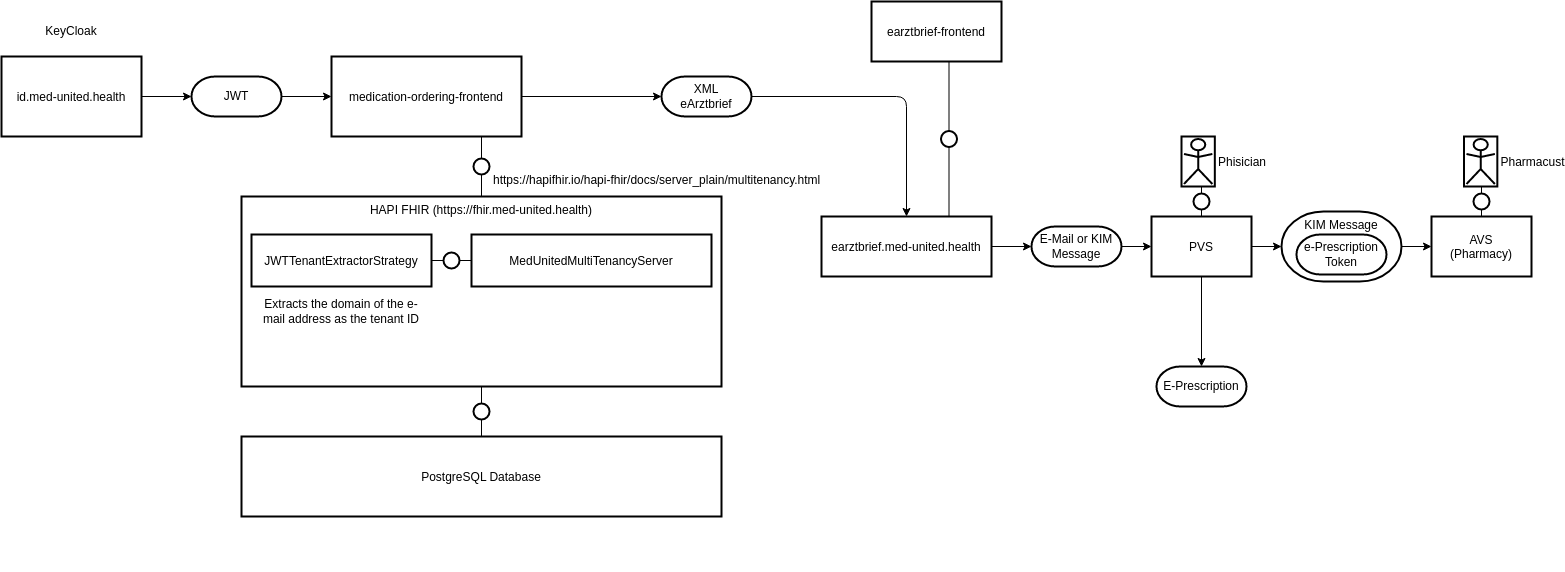 earztbrief-frontend
KeyCloak
id.med-united.health
JWT
medication-ordering-frontend
XML
eArztbrief
Phisician
Pharmacust
https://hapifhir.io/hapi-fhir/docs/server_plain/multitenancy.html
HAPI FHIR (https://fhir.med-united.health)
JWTTenantExtractorStrategy
MedUnitedMultiTenancyServer
Extracts the domain of the e-
mail address as the tenant ID
earztbrief.med-united.health
E-Mail or KIM
Message
PVS
KIM Message
e-Prescription
Token
AVS
(Pharmacy)
E-Prescription
PostgreSQL Database